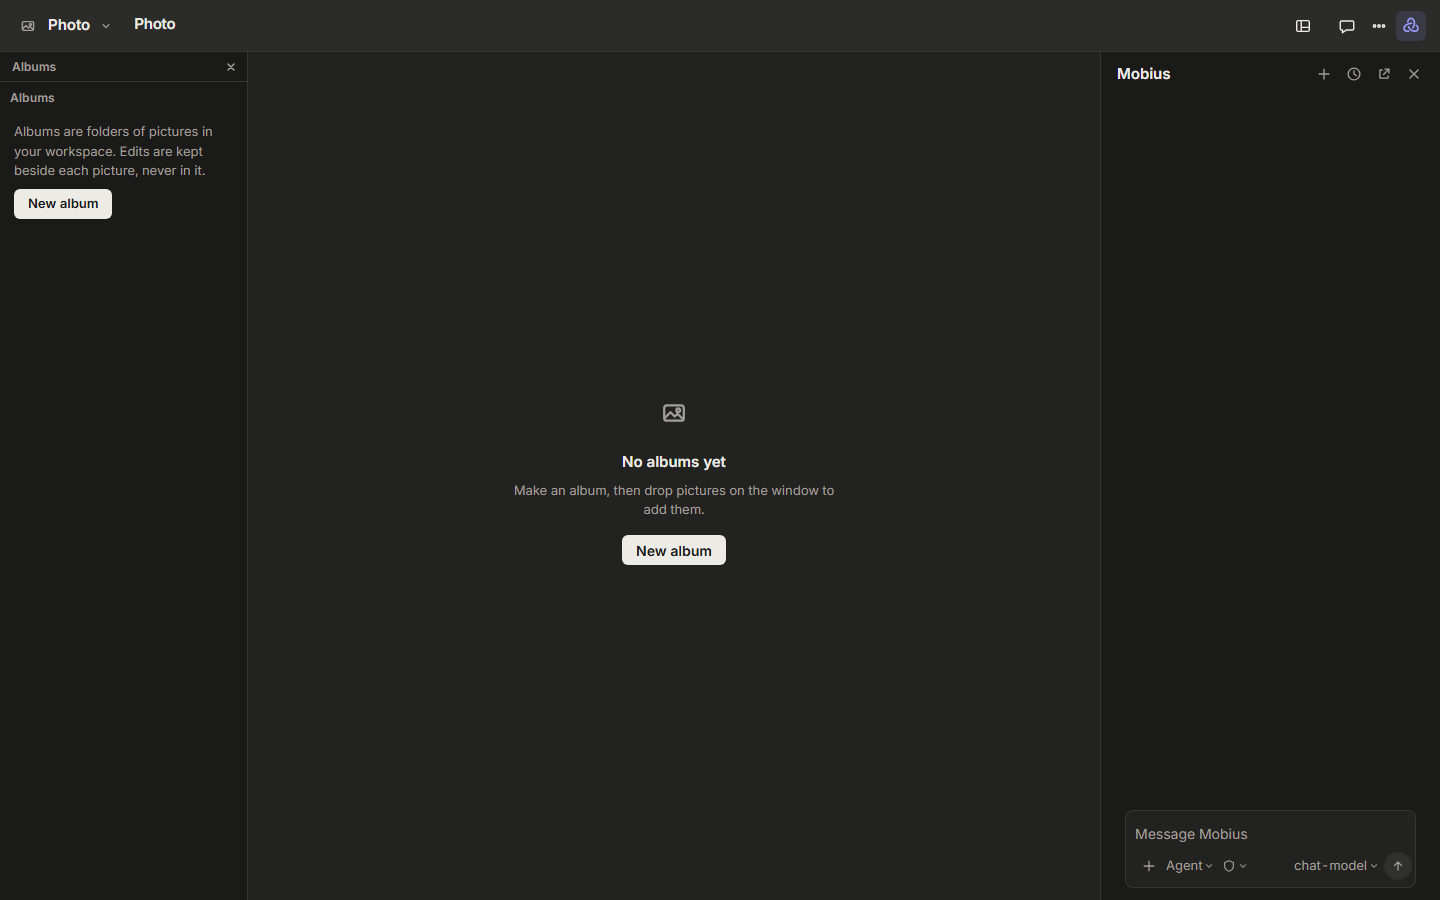 Photo
Photo
Albums
Albums
Albums are folders of pictures in
your workspace. Edits are kept
beside each picture, never in it.
New album
No albums yet
Make an album, then drop pictures on the window to
add them.
New album
Mobius
Message Mobius
Agent
chat-model